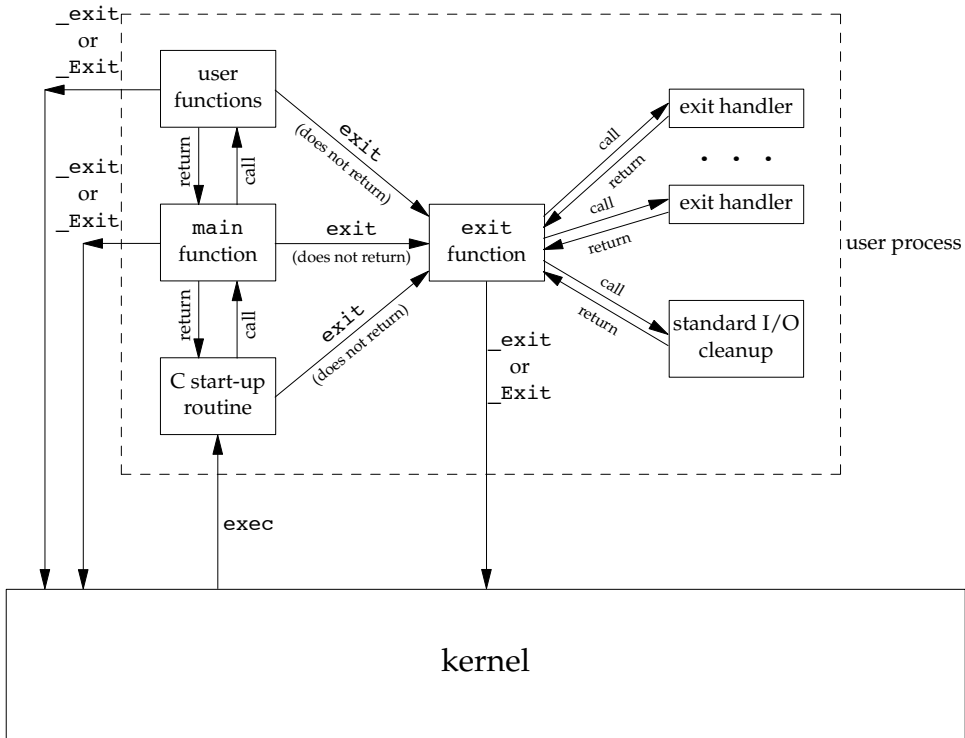 _exit
or
_Exit
user
functions
exit
(does not return)
exit handler
call
return
. . .
return
call
_exit
or
_Exit
main
function
exit
(does not return)
exit
function
call
return
exit handler
user process
return
call
exit
(does not return)
call
return
standard I/O
cleanup
C start-up
routine
_exit
or
_Exit
exec
kernel